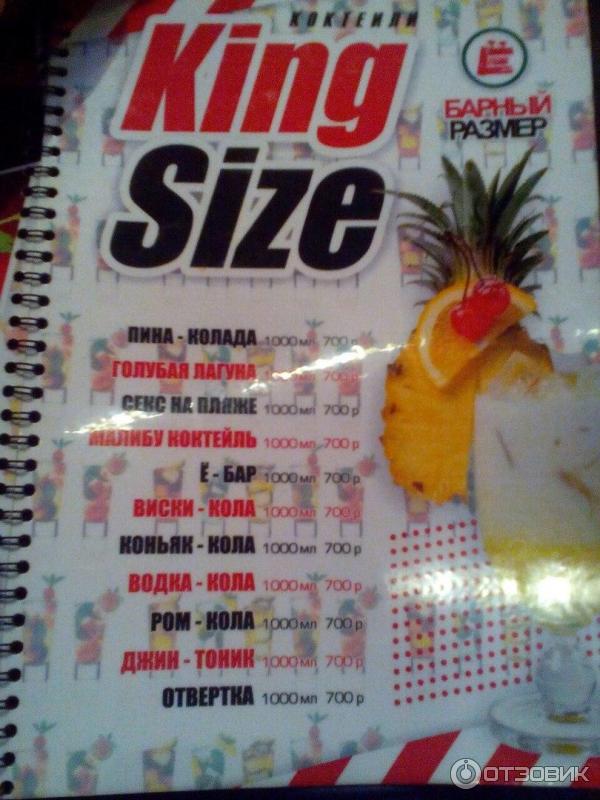 КОКТЕЙЛИ
King
Size
Ё
БАРНЫЙ
РАЗМЕР
ПИНА - КОЛАДА 1000 мл 700 р
ГОЛУБАЯ ЛАГУНА 1000 мл 700 р
СЕКС НА ПЛЯЖЕ 1000 мл 700 р
МАЛИБУ КОКТЕЙЛЬ 1000 мл 700 р
Ё - БАР 1000 мл 700 р
ВИСКИ - КОЛА 1000 мл 700 р
КОНЬЯК - КОЛА 1000 мл 700 р
ВОДКА - КОЛА 1000 мл 700 р
РОМ - КОЛА 1000 мл 700 р
ДЖИН - ТОНИК 1000 мл 700 р
ОТВЕРТКА 1000 мл 700 р
ОТЗОВИК